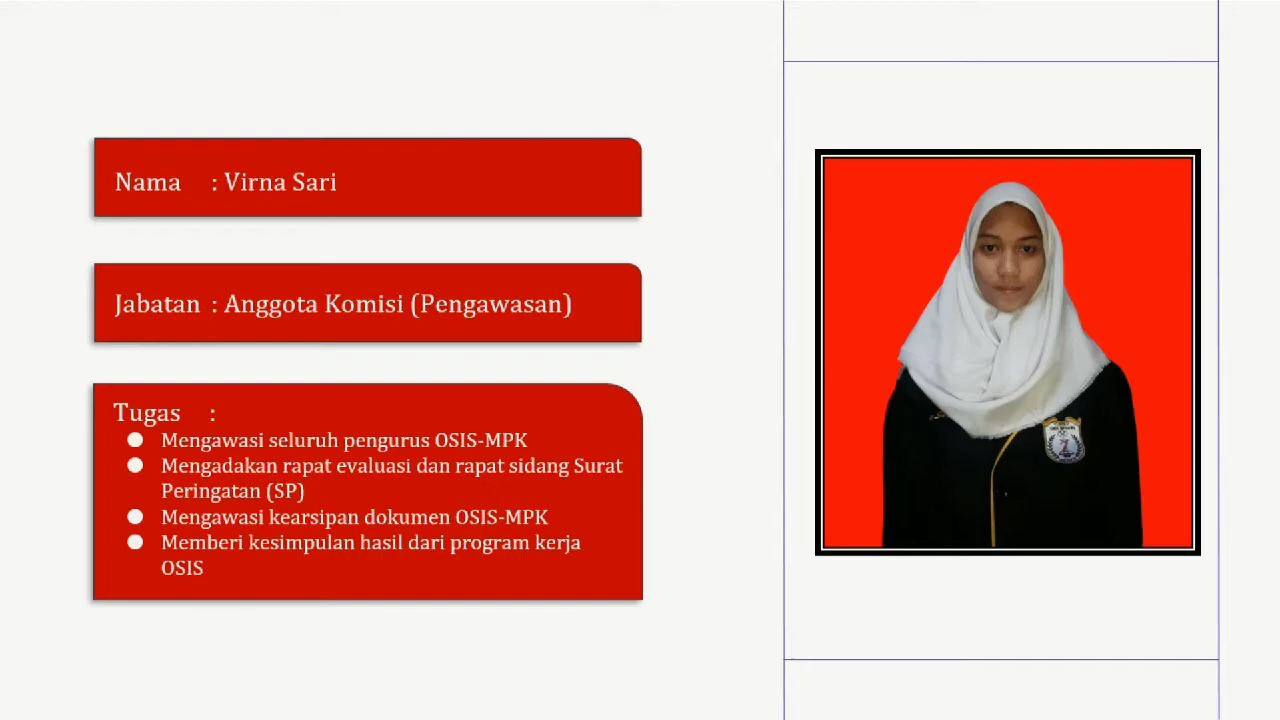 Nama : Virna Sari
Jabatan : Anggota Komisi (Pengawasan)
Tugas :
● Mengawasi seluruh pengurus OSIS-MPK
● Mengadakan rapat evaluasi dan rapat sidang Surat
Peringatan (SP)
● Mengawasi kearsipan dokumen OSIS-MPK
● Memberi kesimpulan hasil dari program kerja
OSIS